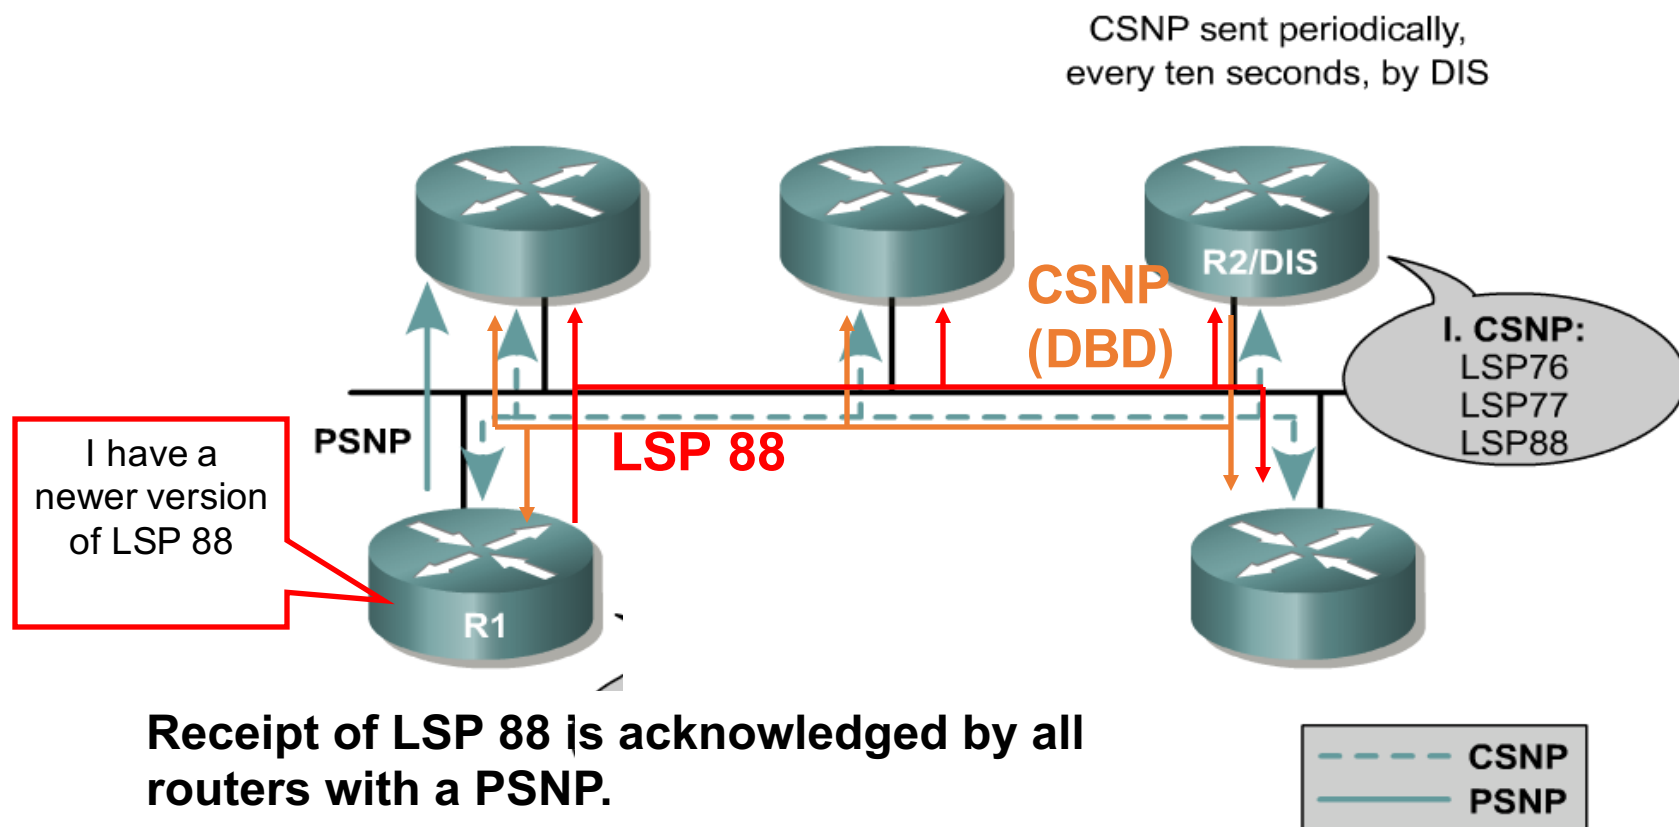 CSNP sent periodically,
every ten seconds, by DIS
R2/DIS
CSNP
(DBD)
I. CSNP:
LSP76
LSP77
LSP88
PSNP
LSP 88
I have a
newer version
of LSP 88
R1
Receipt of LSP 88 is acknowledged by all
routers with a PSNP.
CSNP
PSNP